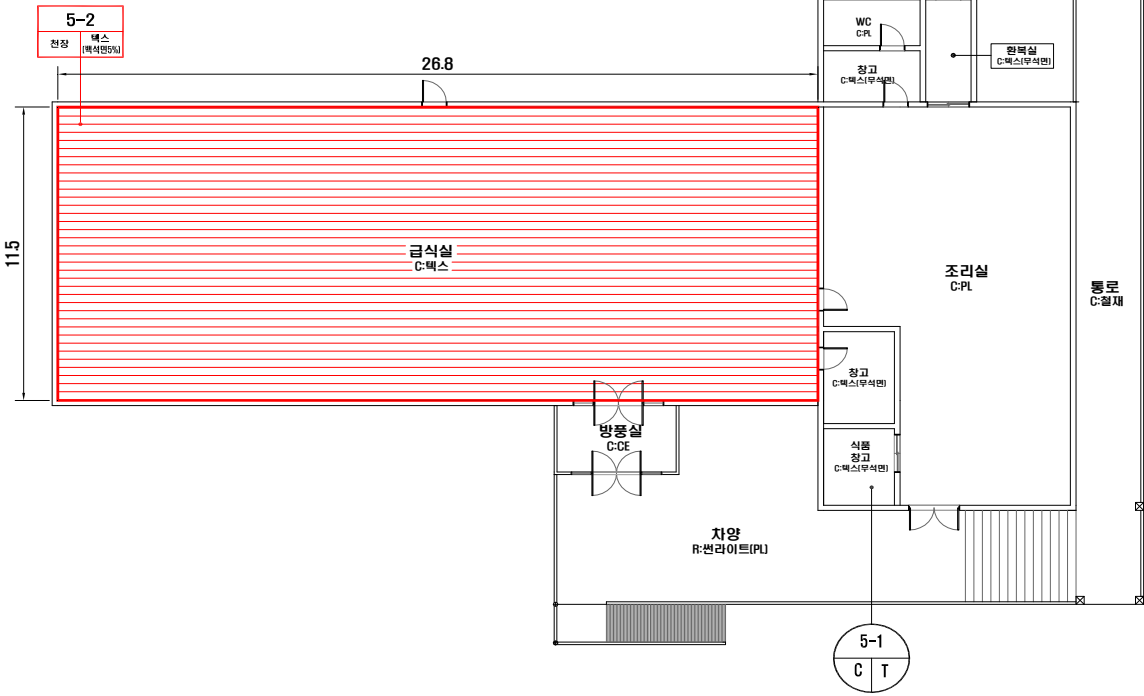 5-2
천장
텍스
(백석면5%)
26.8
WC
C:PL
창고
C:텍스(무석면)
환복실
C:텍스(무석면)
11.5
급식실
C:텍스
조리실
C:PL
통로
C:철재
창고
C:텍스(무석면)
방풍실
C:CE
식품
창고
C:텍스(무석면)
차양
R:썬라이트(PL)
5-1
C T